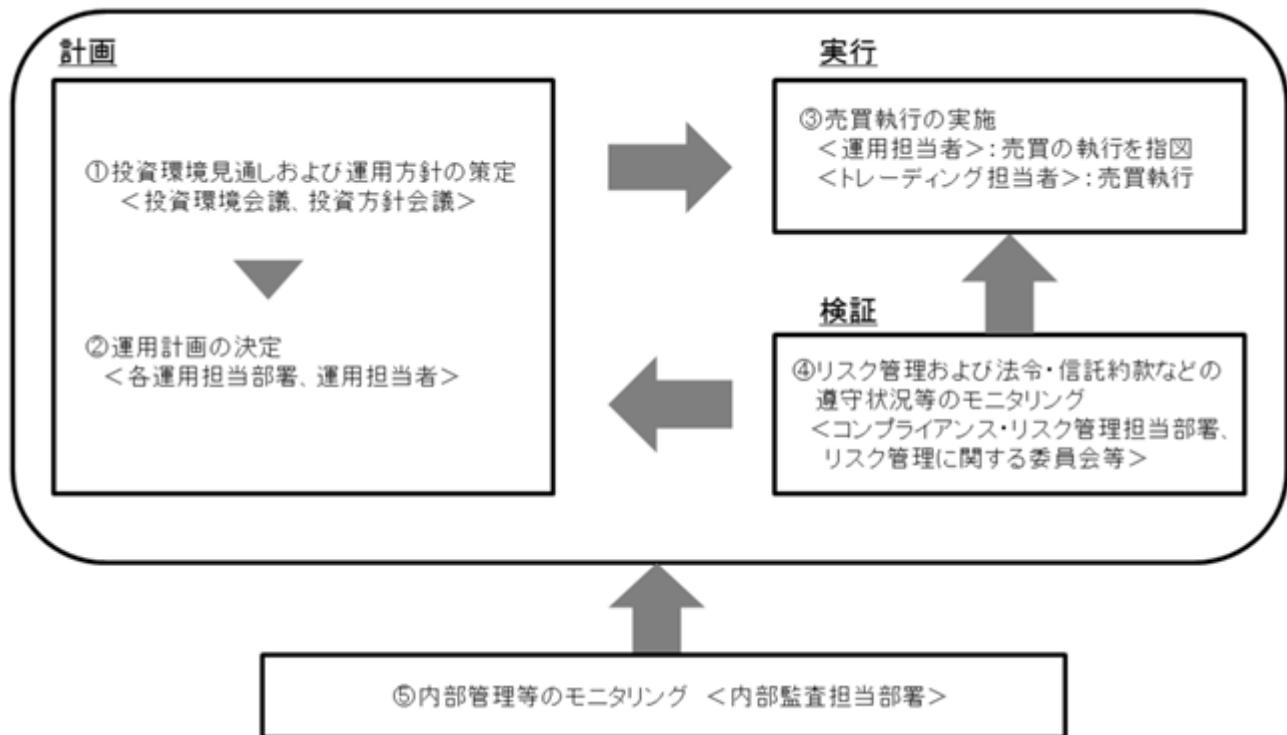 計画
①投資環境見通しおよび運用方針の策定
＜投資環境会議、投資方針会議＞
②運用計画の決定
＜各運用担当部署、運用担当者＞
実行
③売買執行の実施
＜運用担当者＞：売買の執行を指図
＜トレーディング担当者＞：売買執行
検証
④リスク管理および法令・信託約款などの
遵守状況等のモニタリング
＜コンプライアンス・リスク管理担当部署、
リスク管理に関する委員会等＞
⑤内部管理等のモニタリング ＜内部監査担当部署＞